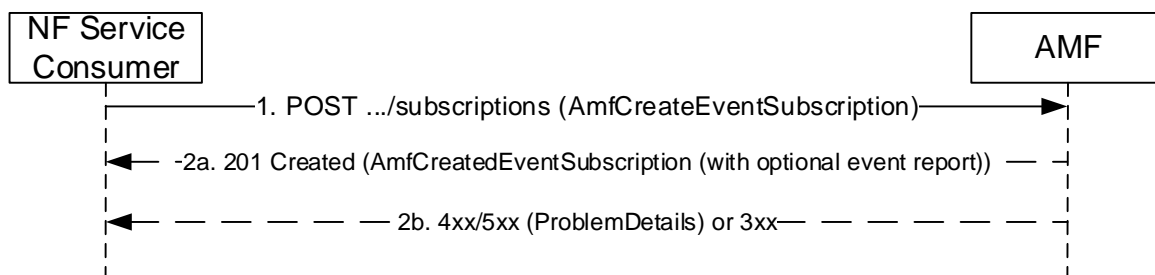 NF Service
Consumer
AMF
1. POST .../subscriptions (AmfCreateEventSubscription)
2a. 201 Created (AmfCreatedEventSubscription (with optional event report))
2b. 4xx/5xx (ProblemDetails) or 3xx